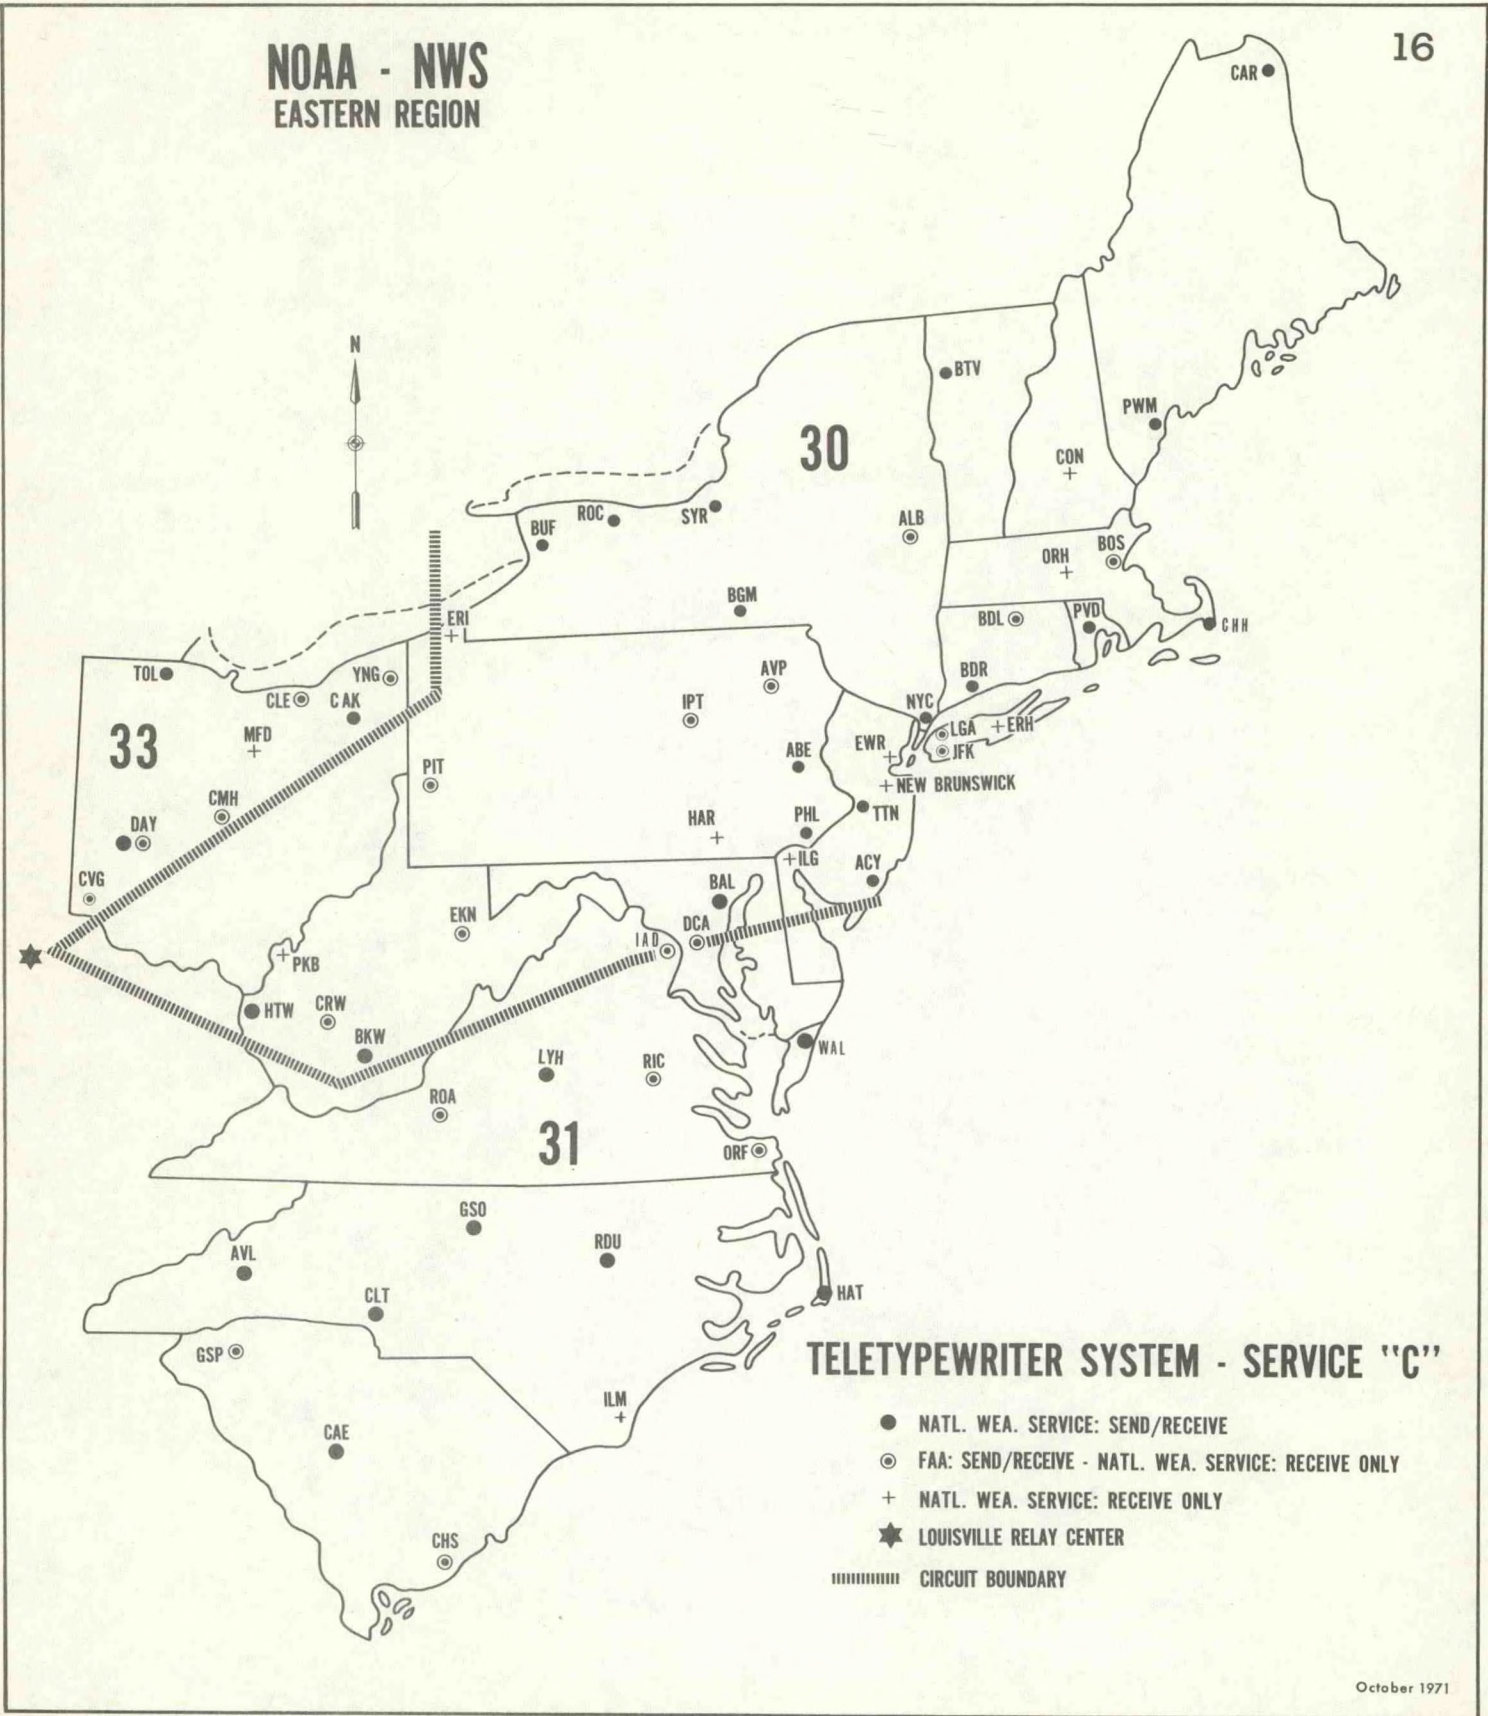 16
NOAA - NWS
EASTERN REGION
CAR
N
BTV
PWM
30
CON
ROC
SYR
BUF
ALB
BOS
ORH
BGM
ERI
BDL
PVD
CHH
TOL
YNG
AVP
BDR
CLE
CAK
IPT
NYC
LGA
ERH
33
MFD
EWR
JFK
ABE
PIT
NEW BRUNSWICK
CMH
HAR
PHL
TTN
DAY
ILG
ACY
CVG
BAL
EKN
DCA
IAD
PKB
HTW
CRW
BKW
WAL
LYH
RIC
ROA
31
ORF
GSO
RDU
AVL
CLT
HAT
GSP
TELETYPEWRITER SYSTEM - SERVICE "C"
ILM
CAE
NATL. WEA. SERVICE: SEND/RECEIVE
FAA: SEND/RECEIVE - NATL. WEA. SERVICE: RECEIVE ONLY
NATL. WEA. SERVICE: RECEIVE ONLY
LOUISVILLE RELAY CENTER
CHS
CIRCUIT BOUNDARY
October 1971